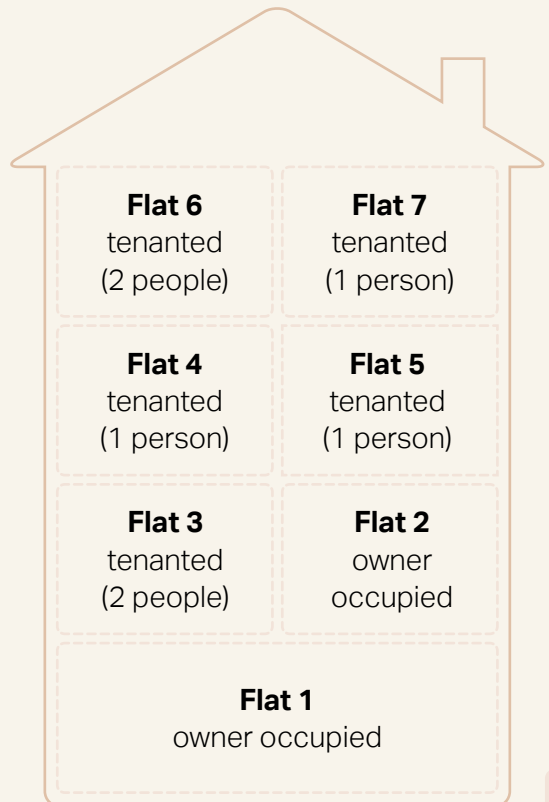 Flat 6
tenanted
(2 people)
Flat 7
tenanted
(1 person)
Flat 4
tenanted
(1 person)
Flat 5
tenanted
(1 person)
Flat 3
tenanted
(2 people)
Flat 2
owner
occupied
Flat 1
owner occupied